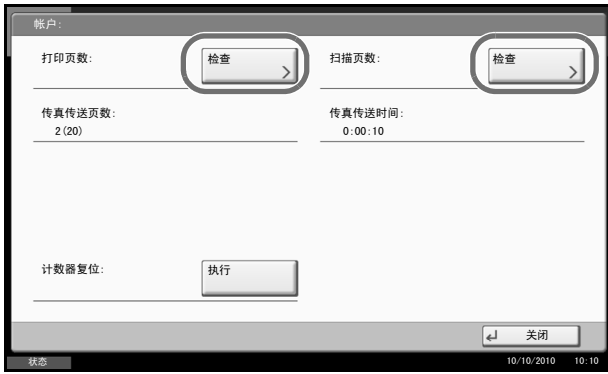 帐户:
打印页数: 检查 扫描页数: 检查
传真传送页数: 传真传送时间:
2(20) 0:00:10
计数器复位: 执行
关闭
状态 10/10/2010 10:10